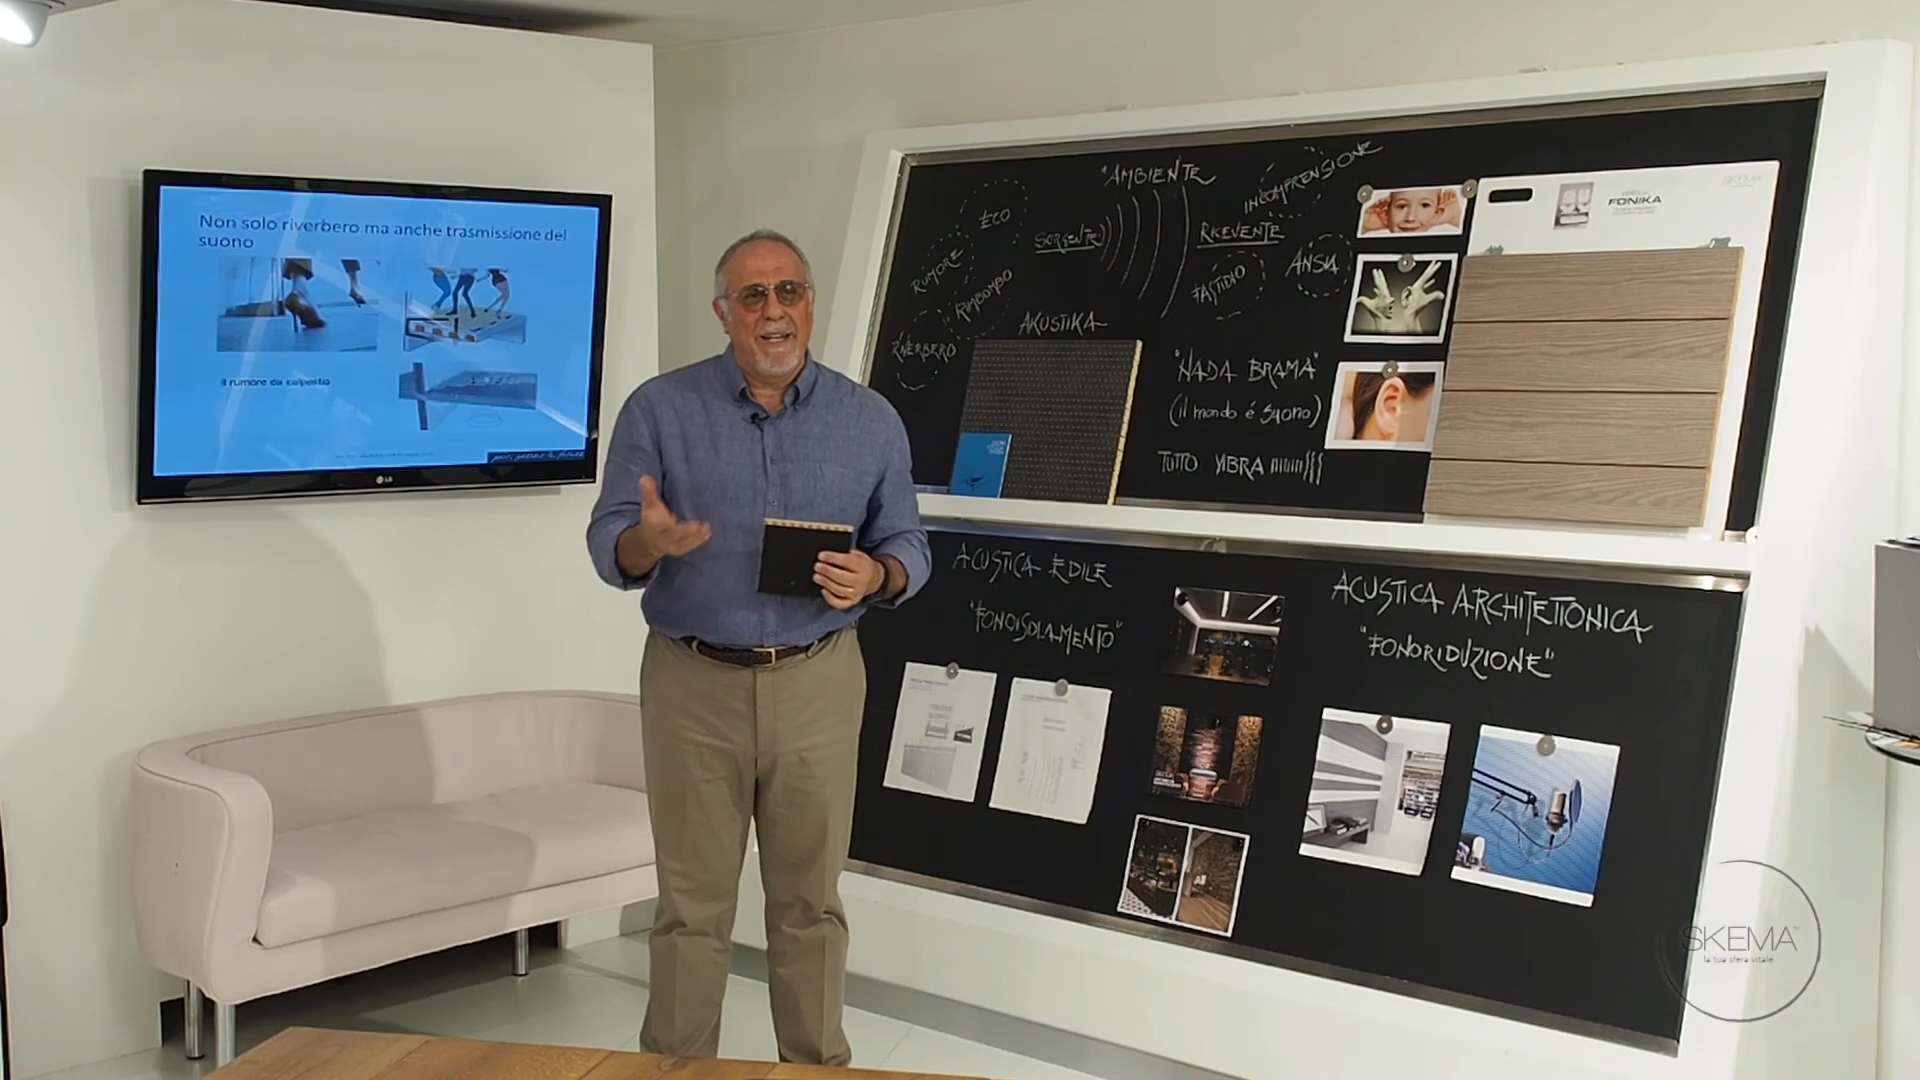 Non solo riverbero ma anche trasmissione del
suono
Il rumore da calpestio
LG
"AMBIENTE
INCOMPRENSIONE
ECO
SORGENTE
RICEVENTE
RUMORE
RIMBOMBO
FASTIDIO
ANSIA
RIVERBERO
AKUSTIKA
"NADA BRAMA"
(il mondo é suono)
TUTTO VIBRA
SKEMA
FONIKA
ACUSTICA EDILE
"FONOISOLAMENTO"
ACUSTICA ARCHITETTONICA
"FONORIDUZIONE"
SKEMA™
la tua sfera vitale